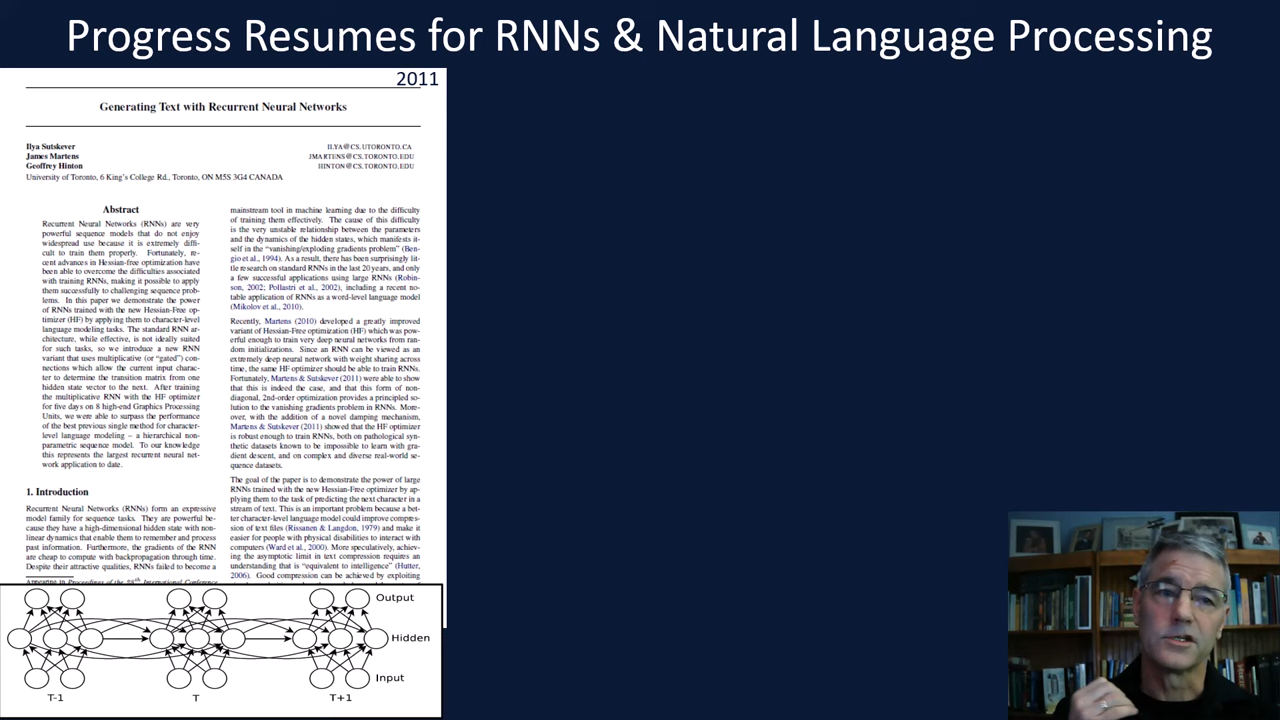 Progress Resumes for RNNs & Natural Language Processing
2011
Generating Text with Recurrent Neural Networks
Ilya Sutskever ILYA@CS.UTORONTO.CA
James Martens JMARTENS@CS.TORONTO.EDU
Geoffrey Hinton HINTON@CS.TORONTO.EDU
University of Toronto, 6 King's College Rd., Toronto, ON M5S 3G4 CANADA
Abstract
Recurrent Neural Networks (RNNs) are very
powerful sequence models that do not enjoy
widespread use because it is extremely diffi-
cult to train them properly. Fortunately, re-
cent advances in Hessian-free optimization have
been able to overcome the difficulties associated
with training RNNs, making it possible to apply
them successfully to challenging sequence prob-
lems. In this paper we demonstrate the power
of RNNs trained with the new Hessian-Free op-
timizer (HF) by applying them to character-level
language modeling tasks. The standard RNN ar-
chitecture, while effective, is not ideally suited
for such tasks, so we introduce a new RNN
variant that uses multiplicative (or "gated") con-
nections which allow the current input charac-
ter to determine the transition matrix from one
hidden state vector to the next. After training
the multiplicative RNN with the HF optimizer
for five days on 8 high-end Graphics Processing
Units, we were able to surpass the performance
of the best previous single method for character-
level language modeling – a hierarchical non-
parametric sequence model. To our knowledge
this represents the largest recurrent neural net-
work application to date.
1. Introduction
Recurrent Neural Networks (RNNs) form an expressive
model family for sequence tasks. They are powerful be-
cause they have a high-dimensional hidden state with non-
linear dynamics that enable them to remember and process
past information. Furthermore, the gradients of the RNN
are cheap to compute with backpropagation through time.
Despite their attractive qualities, RNNs failed to become a
Appearing in Proceedings of the 28th International Conference
mainstream tool in machine learning due to the difficulty
of training them effectively. The cause of this difficulty
is the very unstable relationship between the parameters
and the dynamics of the hidden states, which manifests it-
self in the "vanishing/exploding gradients problem" (Ben-
gio et al., 1994). As a result, there has been surprisingly lit-
tle research on standard RNNs in the last 20 years, and only
a few successful applications using large RNNs (Robin-
son, 2002; Pollastri et al., 2002), including a recent no-
table application of RNNs as a word-level language model
(Mikolov et al., 2010).
Recently, Martens (2010) developed a greatly improved
variant of Hessian-Free optimization (HF) which was pow-
erful enough to train very deep neural networks from ran-
dom initializations. Since an RNN can be viewed as an
extremely deep neural network with weight sharing across
time, the same HF optimizer should be able to train RNNs.
Fortunately, Martens & Sutskever (2011) were able to show
that this is indeed the case, and that this form of non-
diagonal, 2nd-order optimization provides a principled so-
lution to the vanishing gradients problem in RNNs. More-
over, with the addition of a novel damping mechanism,
Martens & Sutskever (2011) showed that the HF optimizer
is robust enough to train RNNs, both on pathological syn-
thetic datasets known to be impossible to learn with gra-
dient descent, and on complex and diverse real-world se-
quence datasets.
The goal of the paper is to demonstrate the power of large
RNNs trained with the new Hessian-Free optimizer by ap-
plying them to the task of predicting the next character in a
stream of text. This is an important problem because a bet-
ter character-level language model could improve compres-
sion of text files (Rissanen & Langdon, 1979) and make it
easier for people with physical disabilities to interact with
computers (Ward et al., 2000). More speculatively, achiev-
ing the asymptotic limit in text compression requires an
understanding that is "equivalent to intelligence" (Hutter,
2006). Good compression can be achieved by exploiting
Output
Hidden
Input
T-1 T T+1